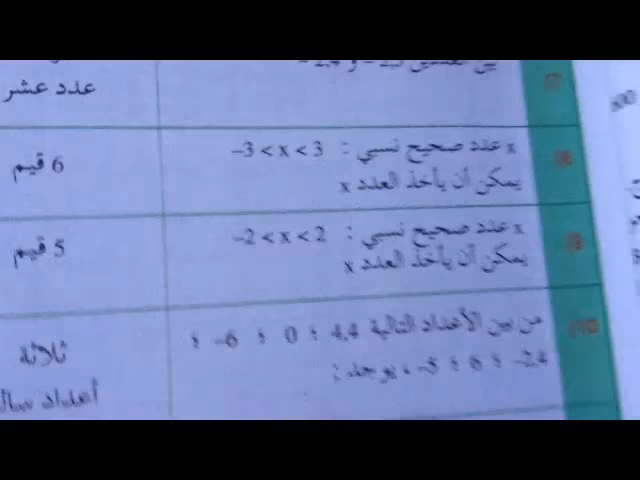 عدد عشر
x عدد صحيح نسبي : -3 < x < 3
يمكن أن يأخذ العدد x
6 قيم
x عدد صحيح نسبي : -2 < x < 2
يمكن أن يأخذ العدد x
5 قيم
من بين الأعداد التالية 4,4 ؛ 0 ؛ -6 ؛
-2,4 ؛ 6 ؛ -5 ، يوجد :
ثلاثة
أعداد سال